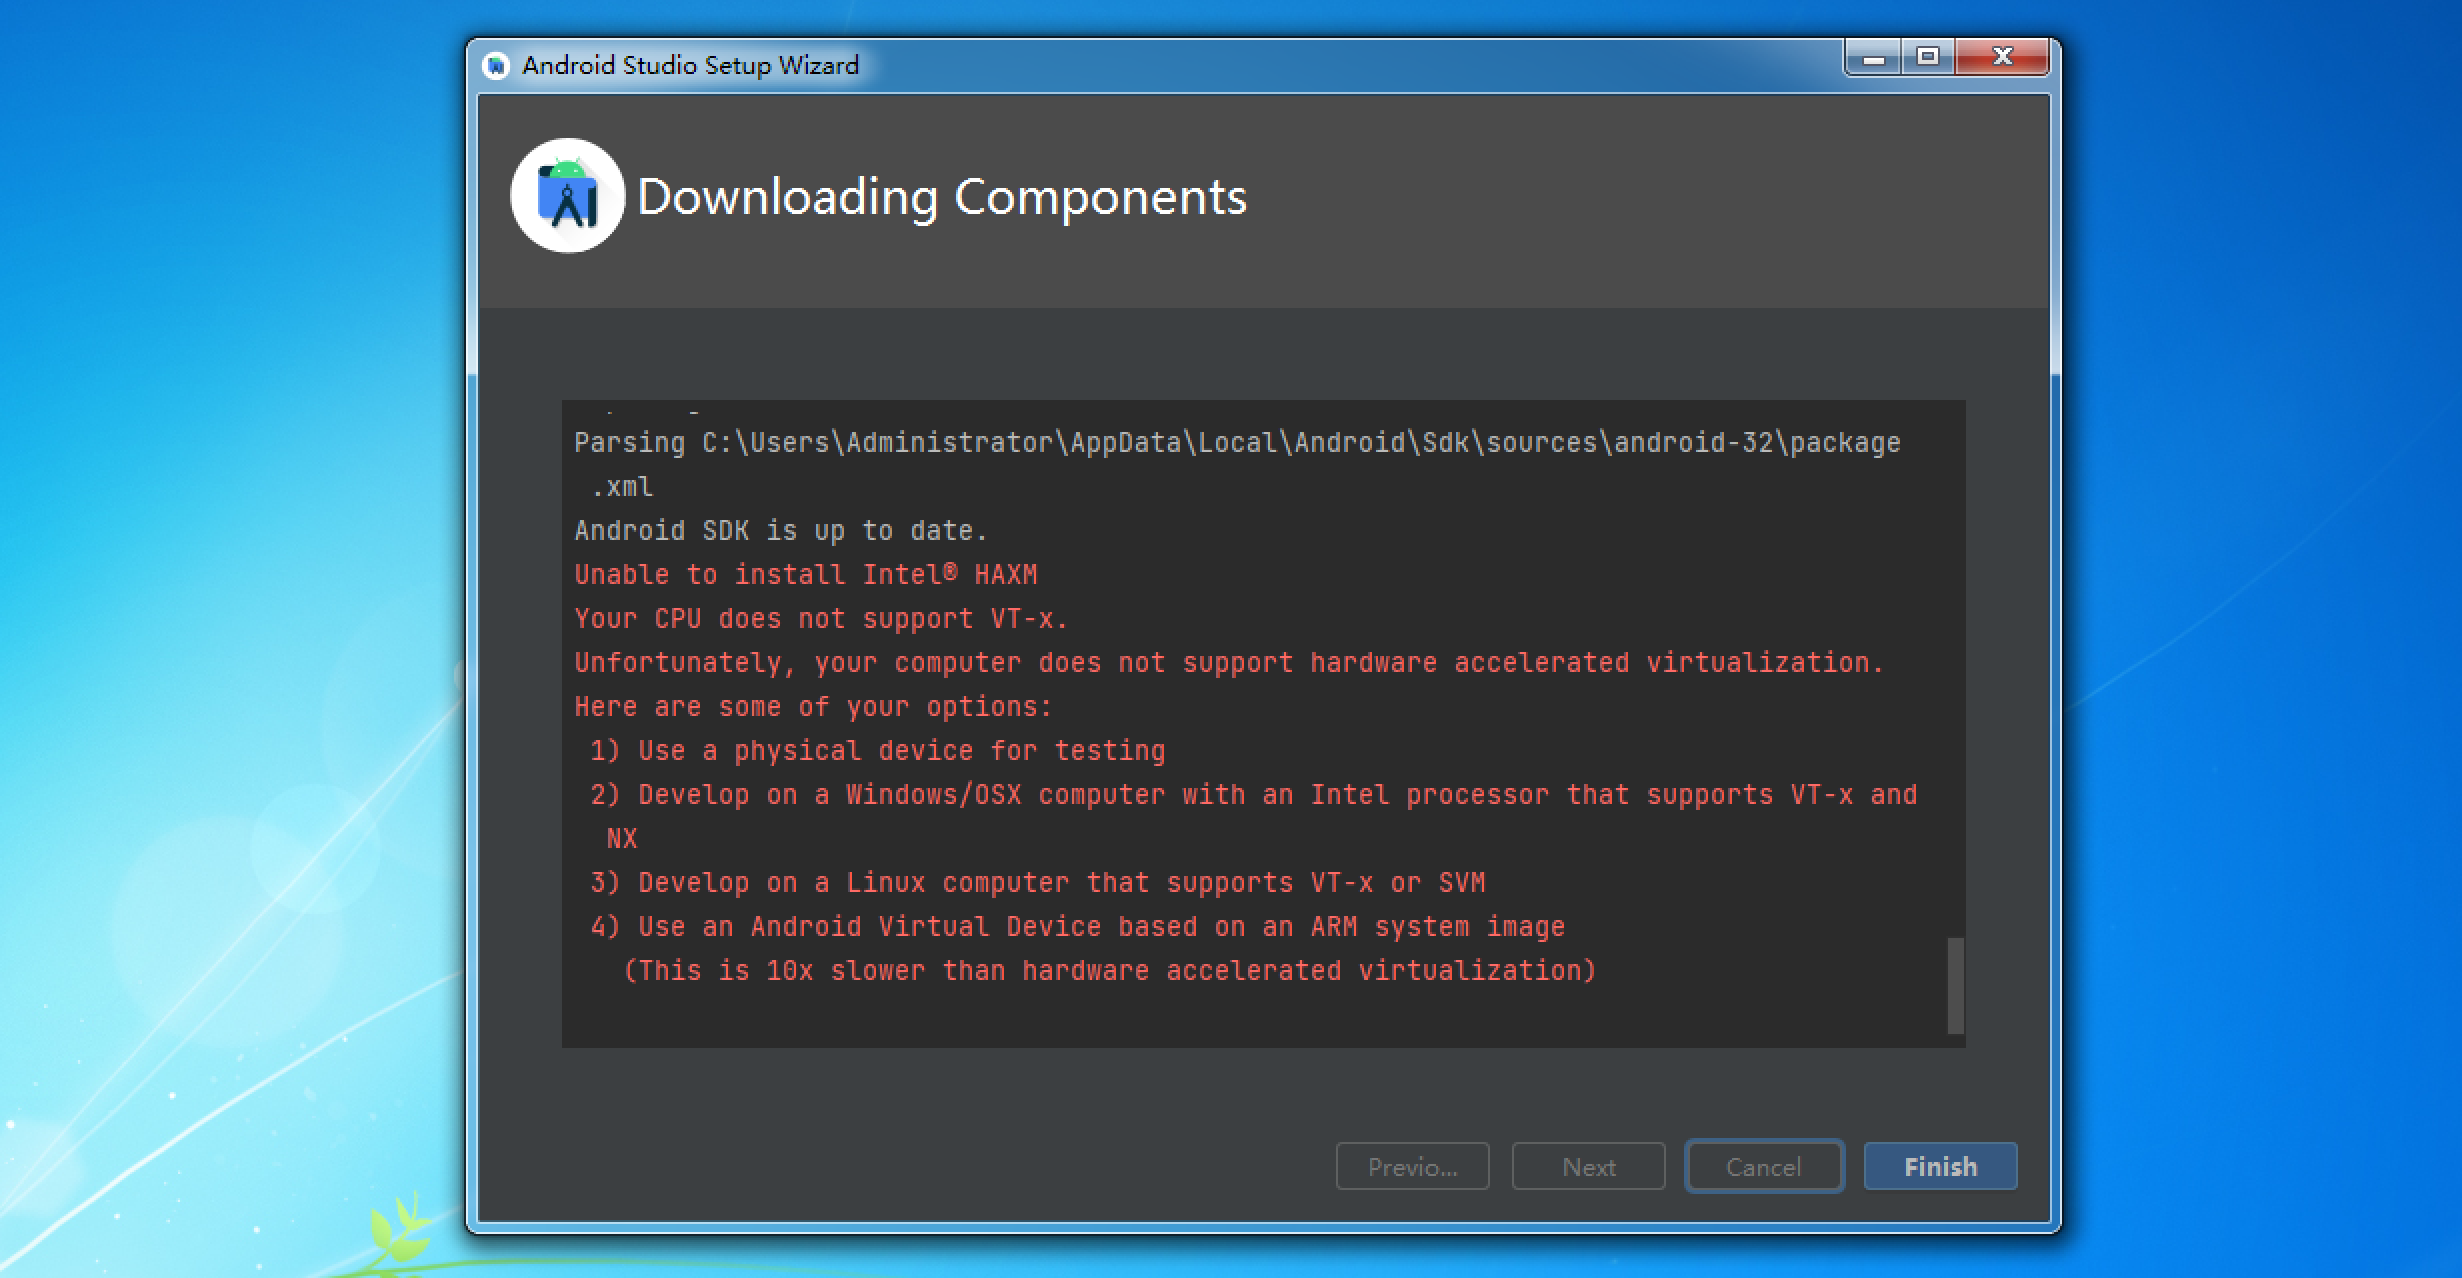 Android Studio Setup Wizard
Downloading Components
Parsing C:\Users\Administrator\AppData\Local\Android\Sdk\sources\android-32\package
.xml
Android SDK is up to date.
Unable to install Intel® HAXM
Your CPU does not support VT-x.
Unfortunately, your computer does not support hardware accelerated virtualization.
Here are some of your options:
1) Use a physical device for testing
2) Develop on a Windows/OSX computer with an Intel processor that supports VT-x and
NX
3) Develop on a Linux computer that supports VT-x or SVM
4) Use an Android Virtual Device based on an ARM system image
(This is 10x slower than hardware accelerated virtualization)
Previo... Next Cancel Finish